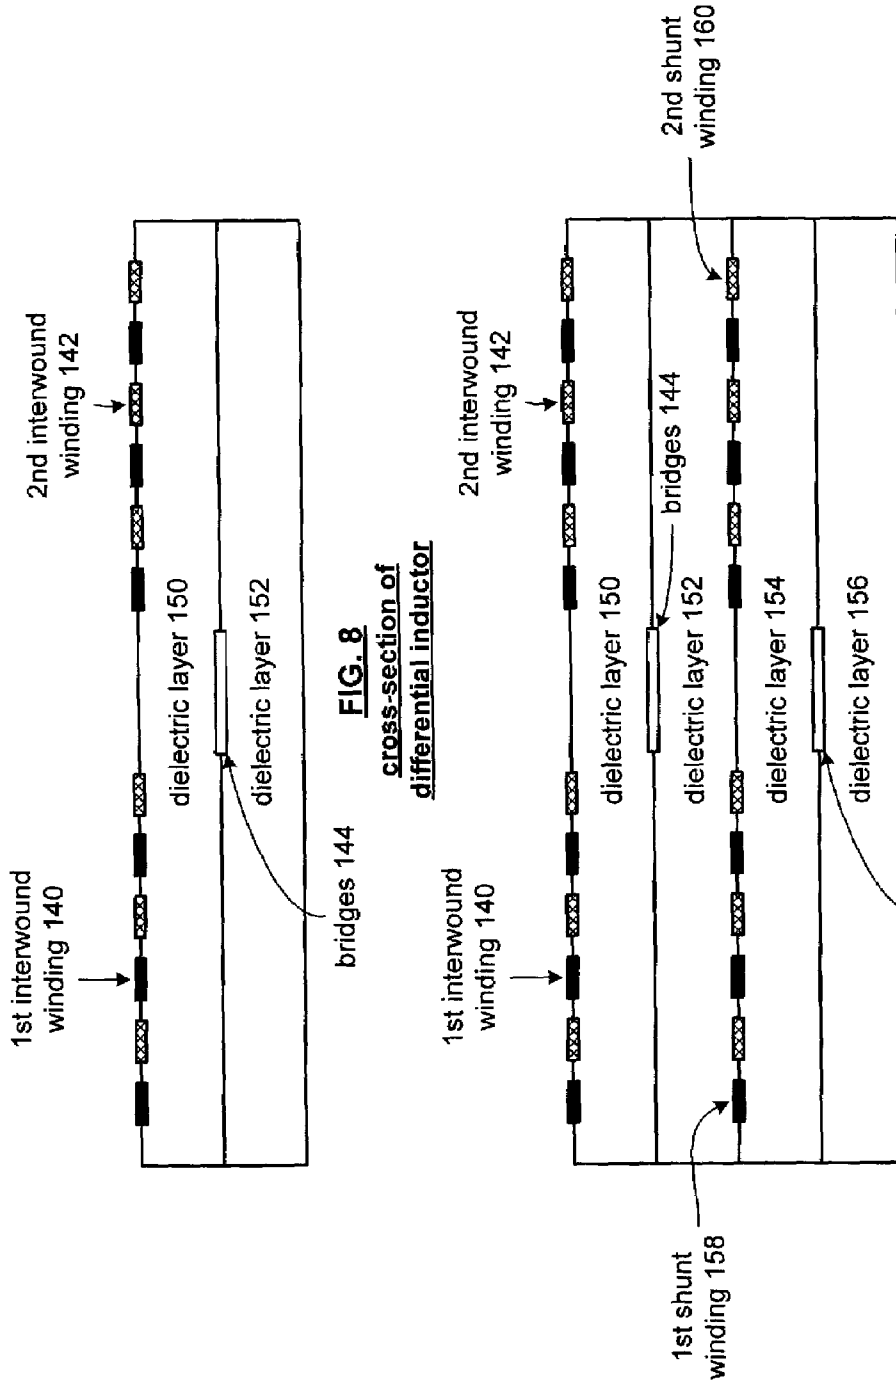 1st interwound
winding 140
2nd interwound
winding 142
dielectric layer 150
dielectric layer 152
bridges 144
FIG. 8
cross-section of
differential inductor
1st interwound
winding 140
2nd interwound
winding 142
dielectric layer 150
bridges 144
dielectric layer 152
dielectric layer 154
dielectric layer 156
1st shunt
winding 158
2nd shunt
winding 160